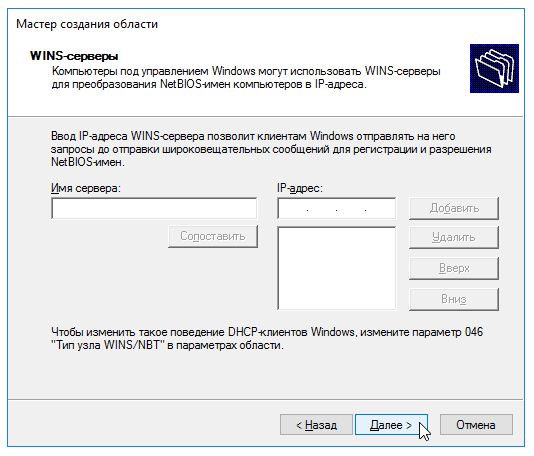 Мастер создания области
WINS-серверы
Компьютеры под управлением Windows могут использовать WINS-серверы
для преобразования NetBIOS-имен компьютеров в IP-адреса.
Ввод IP-адреса WINS-сервера позволит клиентам Windows отправлять на него
запросы до отправки широковещательных сообщений для регистрации и разрешения
NetBIOS-имен.
Имя сервера:
IP-адрес:
. . .
Добавить
Сопоставить
Удалить
Вверх
Вниз
Чтобы изменить такое поведение DHCP-клиентов Windows, измените параметр 046
"Тип узла WINS/NBT" в параметрах области.
< Назад
Далее >
Отмена